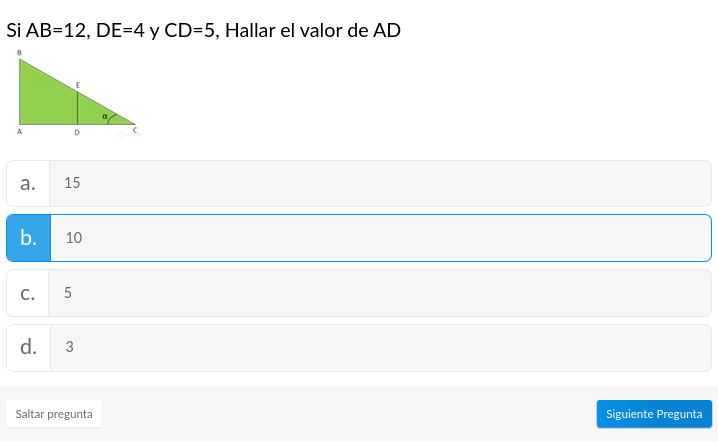 Si AB=12, DE=4 y CD=5, Hallar el valor de AD
B
E
α
A
D
C
a.
15
b.
10
c.
5
d.
3
Saltar pregunta
Siguiente Pregunta